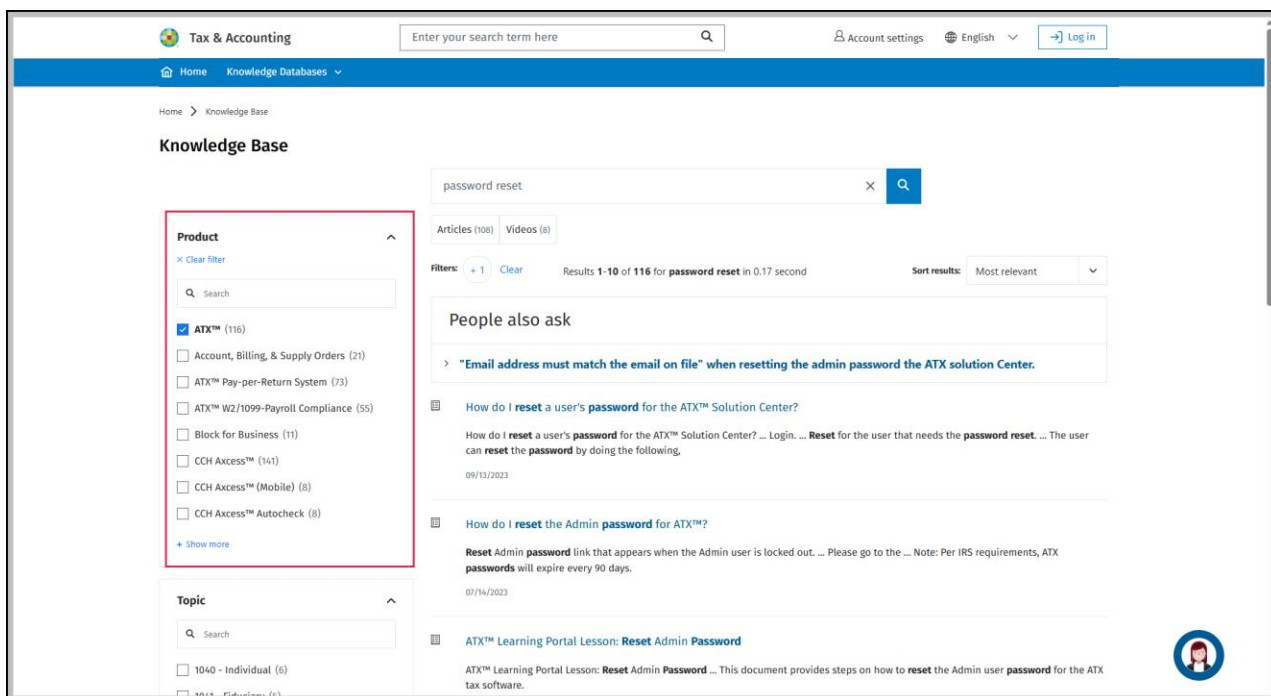 Tax & Accounting
Enter your search term here
Account settings
English
Log in
Home
Knowledge Databases
Home > Knowledge Base
Knowledge Base
password reset
Product
× Clear filter
Search
ATX™ (116)
Account, Billing, & Supply Orders (21)
ATX™ Pay-per-Return System (73)
ATX™ W2/1099-Payroll Compliance (55)
Block for Business (11)
CCH Axcess™ (141)
CCH Axcess™ (Mobile) (8)
CCH Axcess™ Autocheck (8)
+ Show more
Topic
Search
1040 - Individual (6)
1041 - Fiduciary (5)
Articles (108) Videos (8)
Filters: + 1 Clear
Results 1-10 of 116 for password reset in 0.17 second
Sort results: Most relevant
People also ask
> "Email address must match the email on file" when resetting the admin password the ATX solution Center.
How do I reset a user's password for the ATX™ Solution Center?
How do I reset a user's password for the ATX™ Solution Center? ... Login. ... Reset for the user that needs the password reset. ... The user
can reset the password by doing the following,
09/13/2023
How do I reset the Admin password for ATX™?
Reset Admin password link that appears when the Admin user is locked out. ... Please go to the ... Note: Per IRS requirements, ATX
passwords will expire every 90 days.
07/14/2023
ATX™ Learning Portal Lesson: Reset Admin Password
ATX™ Learning Portal Lesson: Reset Admin Password ... This document provides steps on how to reset the Admin user password for the ATX
tax software.